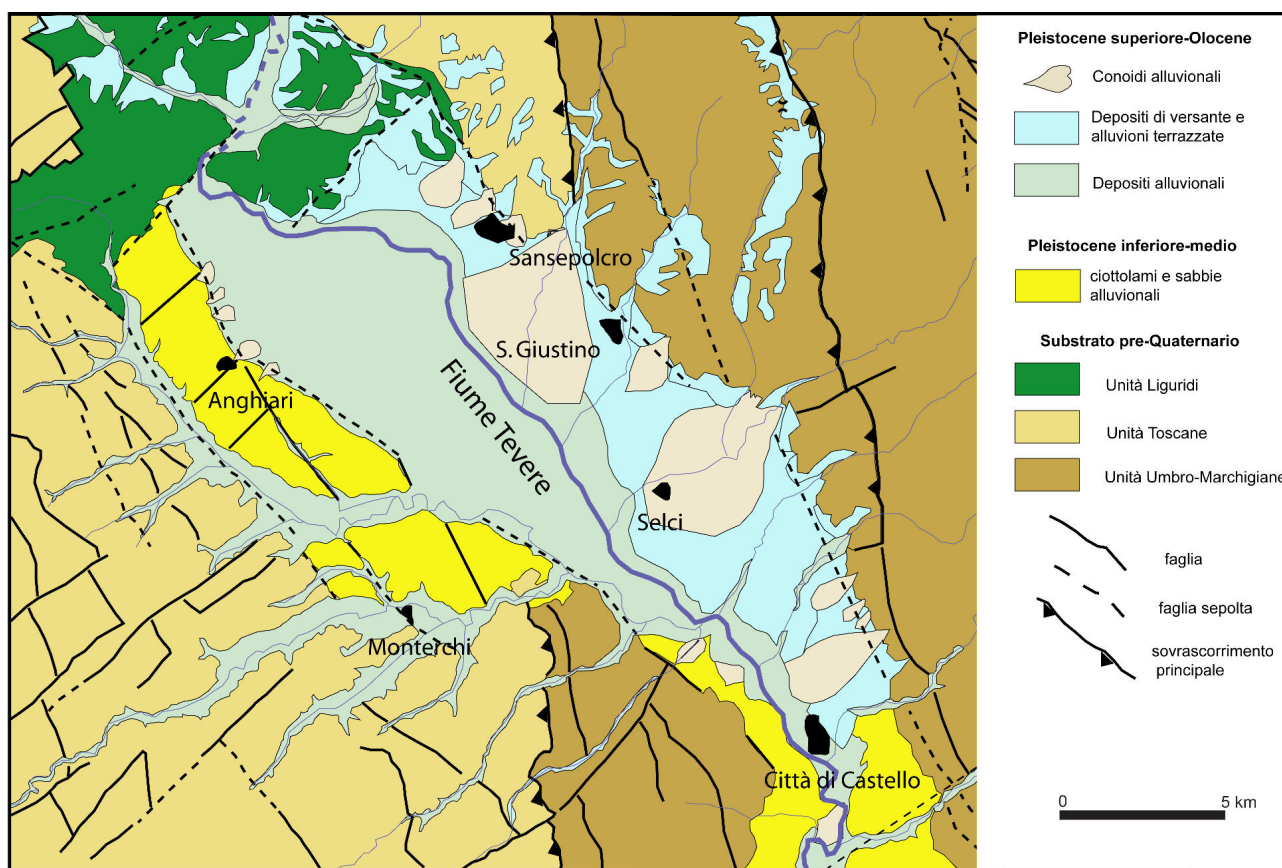 Sansepolcro
S. Giustino
Anghiari
Fiume Tevere
Selci
Monterchi
Città di Castello
Pleistocene superiore-Olocene
Conoidi alluvionali
Depositi di versante e
alluvioni terrazzate
Depositi alluvionali
Pleistocene inferiore-medio
ciottolami e sabbie
alluvionali
Substrato pre-Quaternario
Unità Liguridi
Unità Toscane
Unità Umbro-Marchigiane
faglia
faglia sepolta
sovrascorrimento
principale
0 5 km